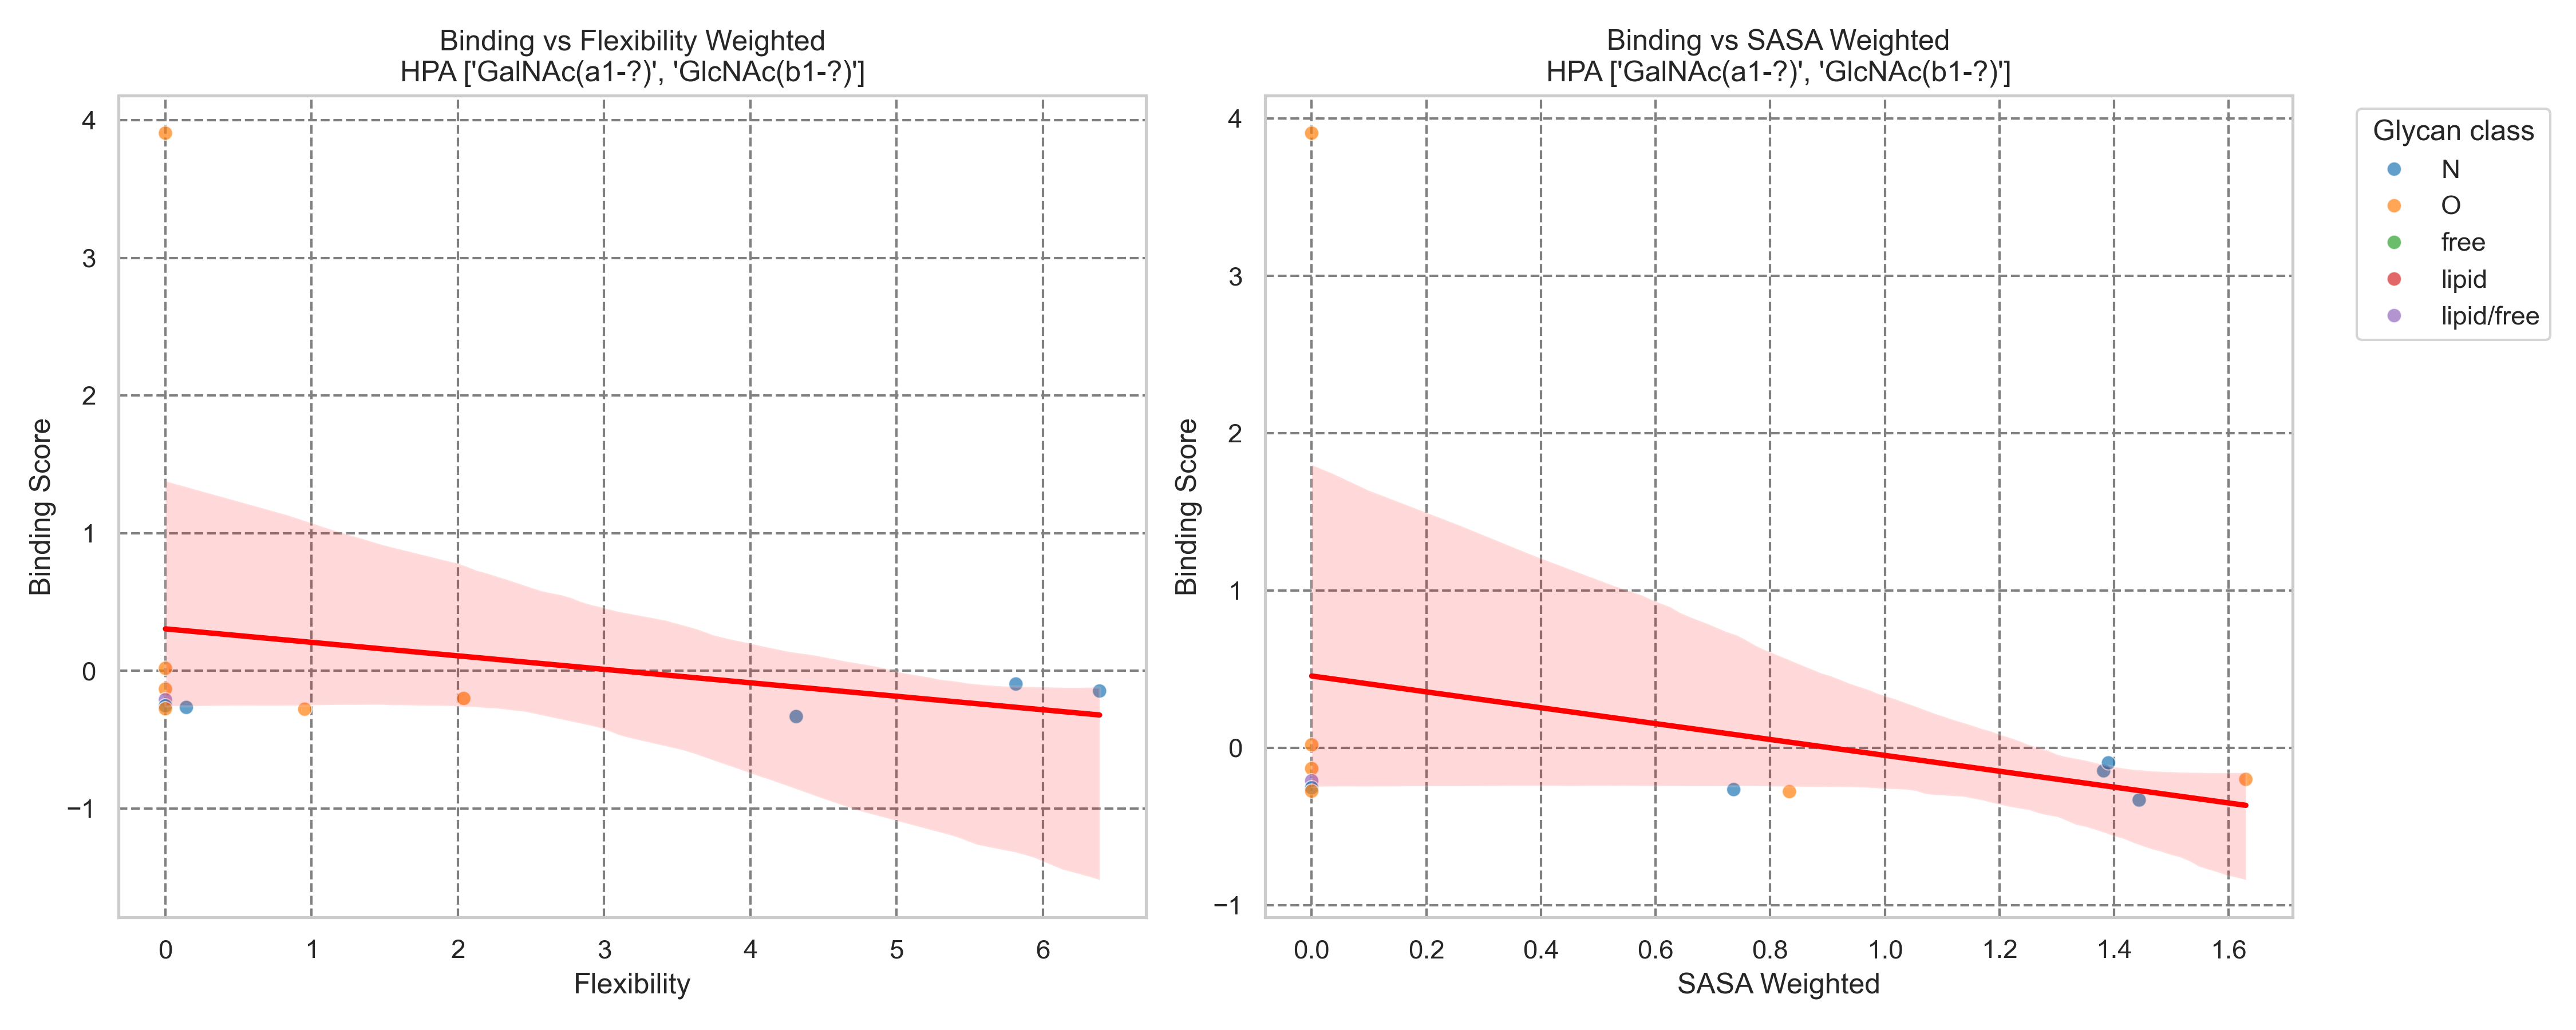 Binding vs Flexibility Weighted
HPA ['GalNAc(a1-?)', 'GlcNAc(b1-?)']
Binding Score
4
3
2
1
0
−1
0 1 2 3 4 5 6
Flexibility
Binding vs SASA Weighted
HPA ['GalNAc(a1-?)', 'GlcNAc(b1-?)']
Binding Score
4
3
2
1
0
−1
0.0 0.2 0.4 0.6 0.8 1.0 1.2 1.4 1.6
SASA Weighted
Glycan class
N
O
free
lipid
lipid/free